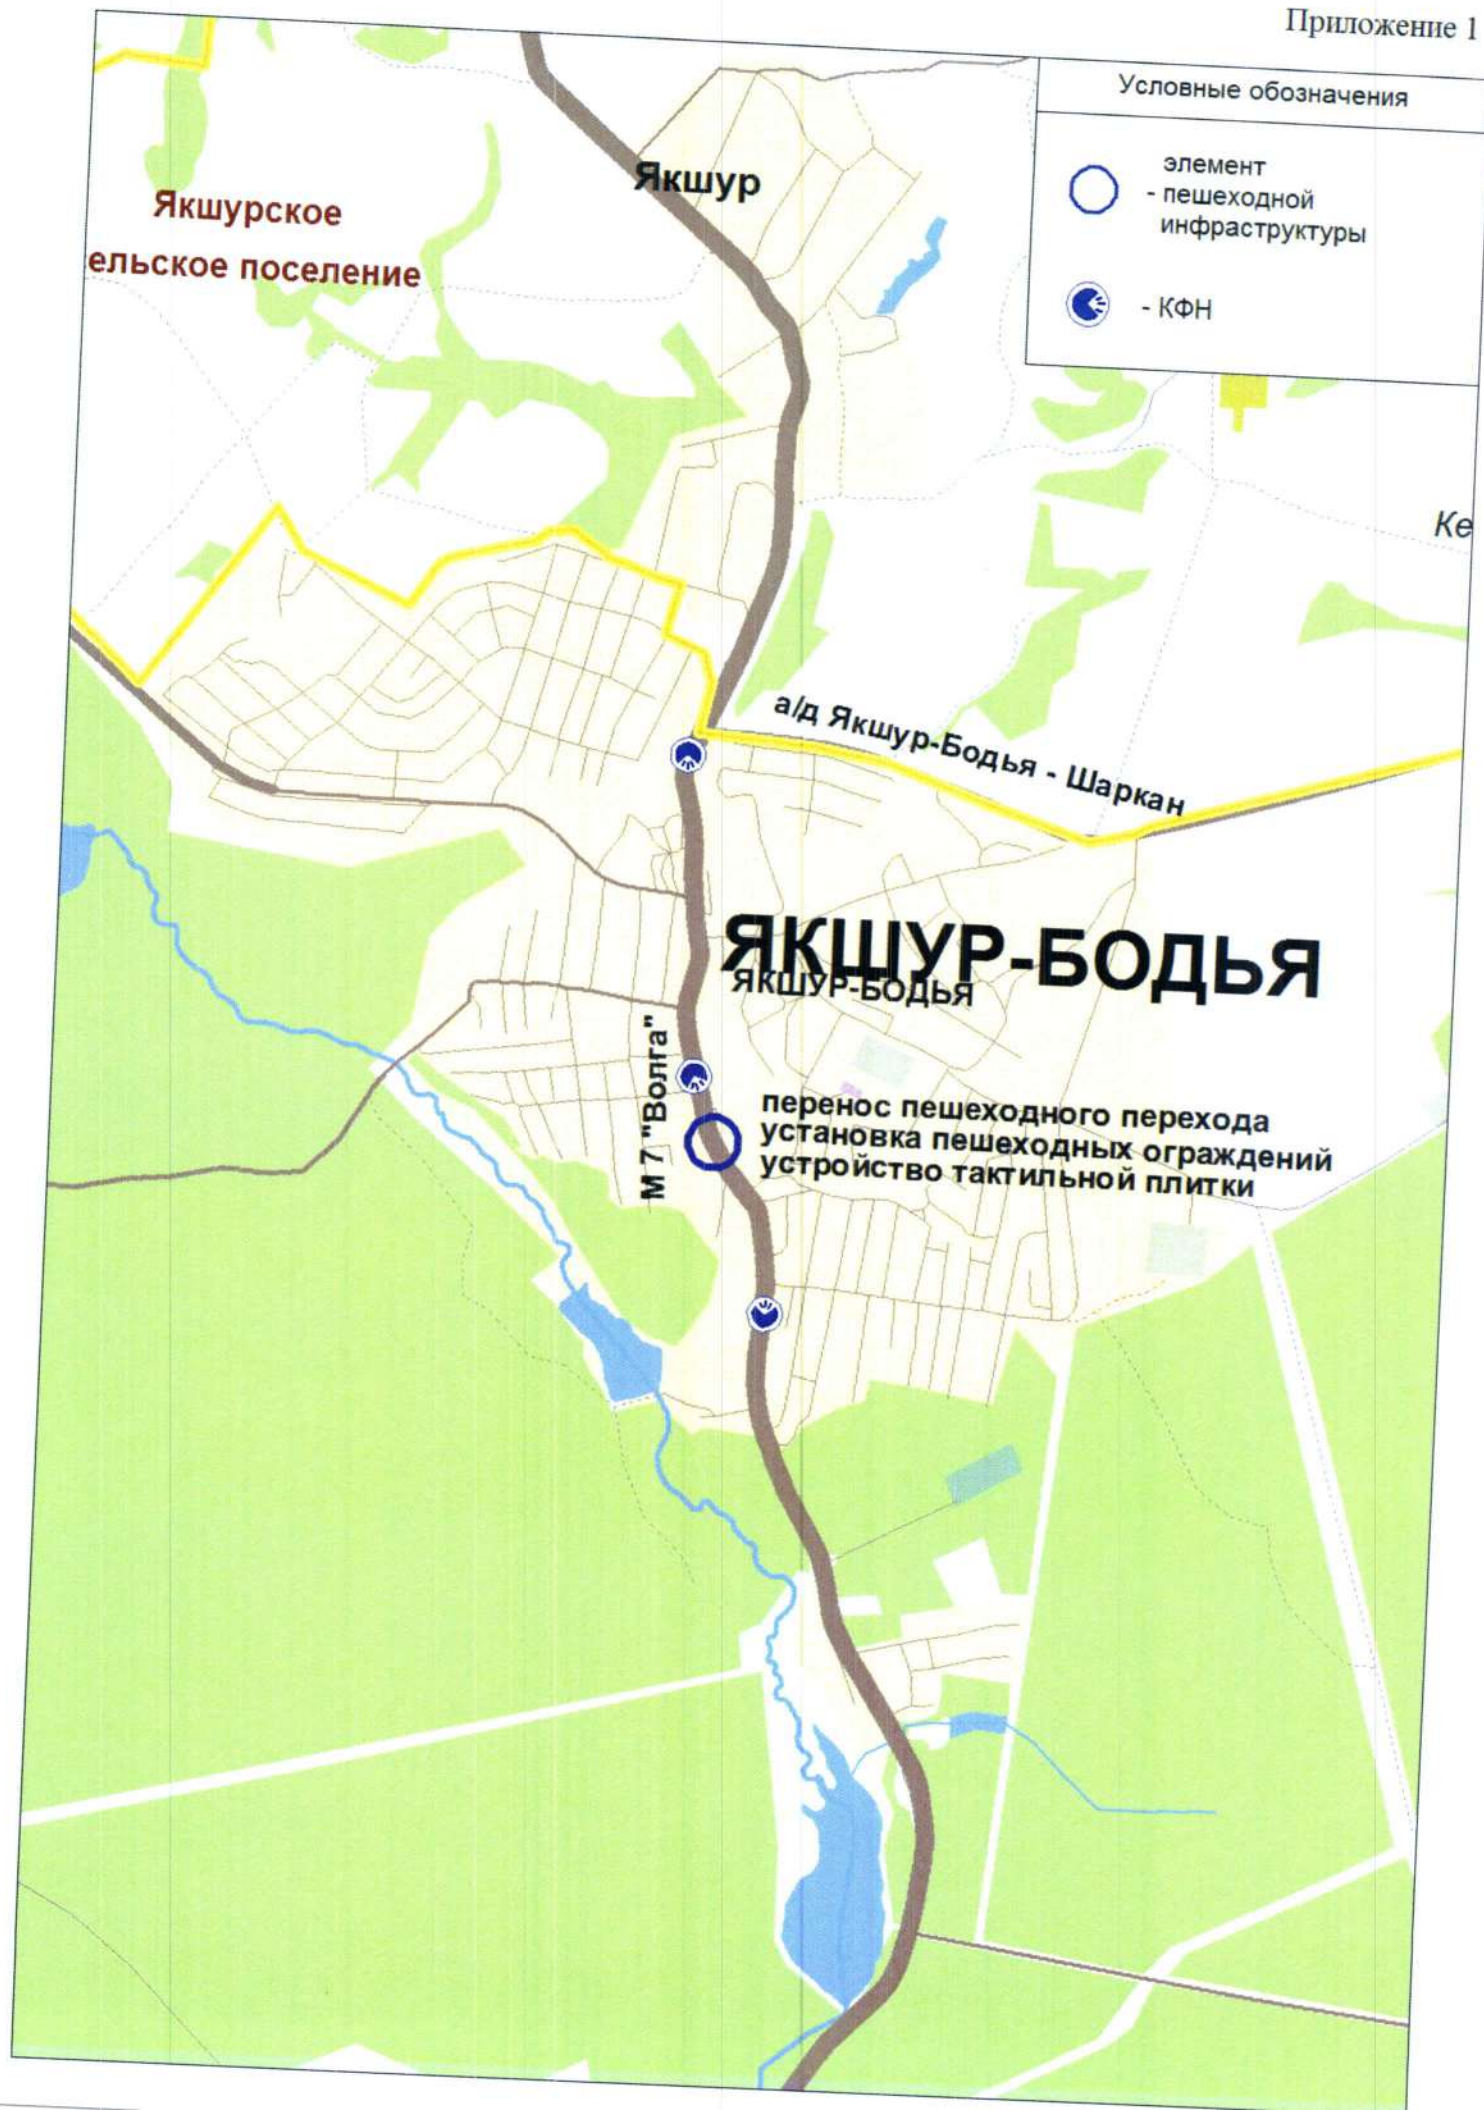 Приложение 1
Условные обозначения
элемент
- пешеходной
инфраструктуры
- КФН
Якшур
Якшурское
ельское поселение
Ке
а/д Якшур-Бодья - Шаркан
ЯКШУР-БОДЬЯ
ЯКШУР-БОДЬЯ
М 7 "Волга"
перенос пешеходного перехода
установка пешеходных ограждений
устройство тактильной плитки